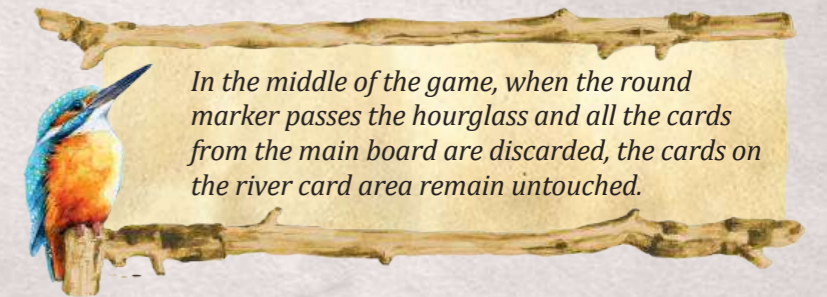 In the middle of the game, when the round
marker passes the hourglass and all the cards
from the main board are discarded, the cards on
the river card area remain untouched.